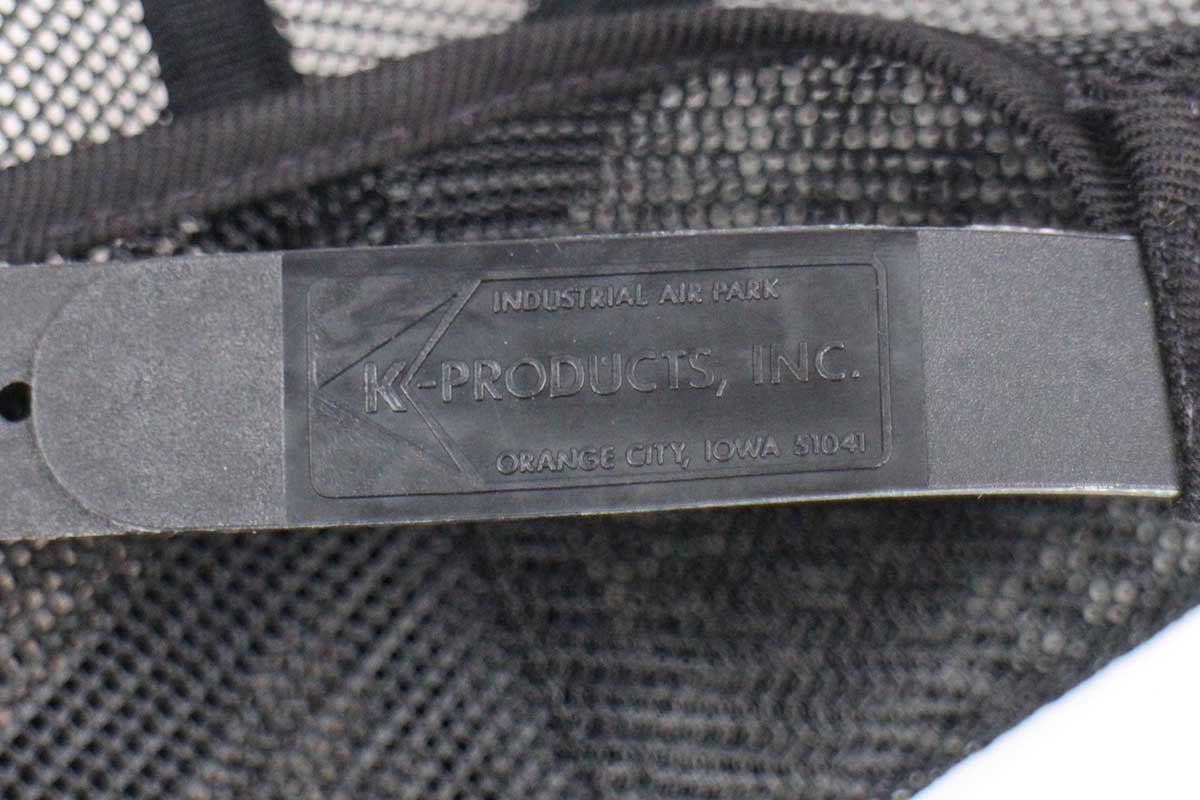 INDUSTRIAL AIR PARK
K-PRODUCTS, INC.
ORANGE CITY, IOWA 51041